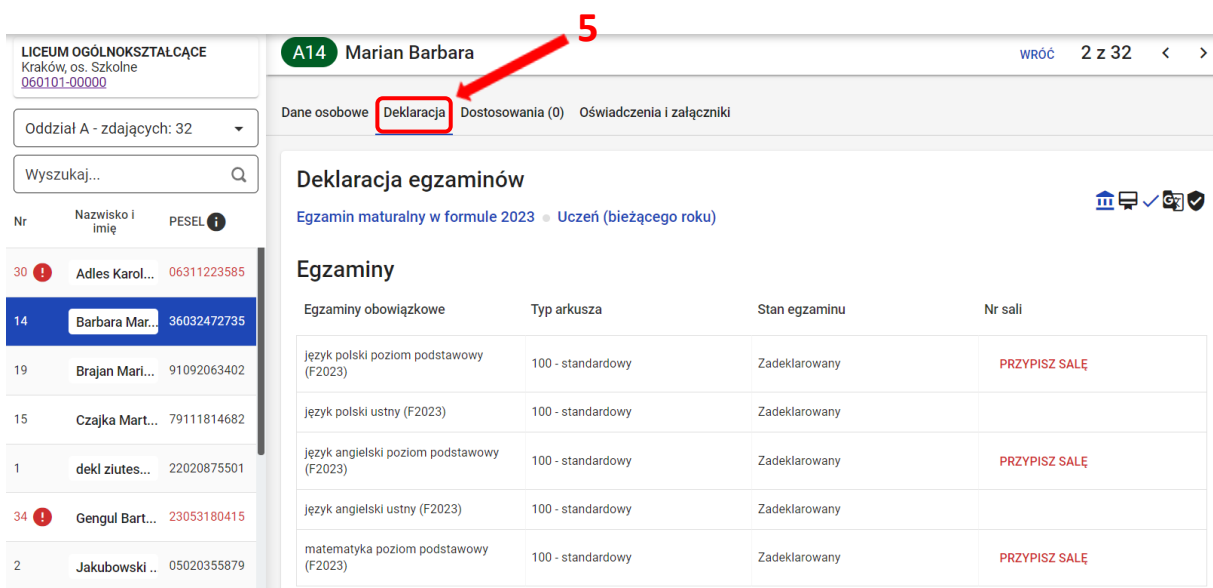 5
LICEUM OGÓLNOKSZTAŁCĄCE
Kraków, os. Szkolne
060101-00000
Oddział A - zdających: 32
Wyszukaj...
Nr Nazwisko i imię PESEL
30 Adles Karol... 06311223585
14 Barbara Mar... 36032472735
19 Brajan Mari... 91092063402
15 Czajka Mart... 79111814682
1 dekl ziutes... 22020875501
34 Gengul Bart... 23053180415
2 Jakubowski .. 05020355879
A14 Marian Barbara WRÓĆ 2 z 32
Dane osobowe Deklaracja Dostosowania (0) Oświadczenia i załączniki
Deklaracja egzaminów
Egzamin maturalny w formule 2023 Uczeń (bieżącego roku)
Egzaminy
Egzaminy obowiązkowe Typ arkusza Stan egzaminu Nr sali
język polski poziom podstawowy
(F2023) 100 - standardowy Zadeklarowany PRZYPISZ SALĘ
język polski ustny (F2023) 100 - standardowy Zadeklarowany
język angielski poziom podstawowy
(F2023) 100 - standardowy Zadeklarowany PRZYPISZ SALĘ
język angielski ustny (F2023) 100 - standardowy Zadeklarowany
matematyka poziom podstawowy
(F2023) 100 - standardowy Zadeklarowany PRZYPISZ SALĘ